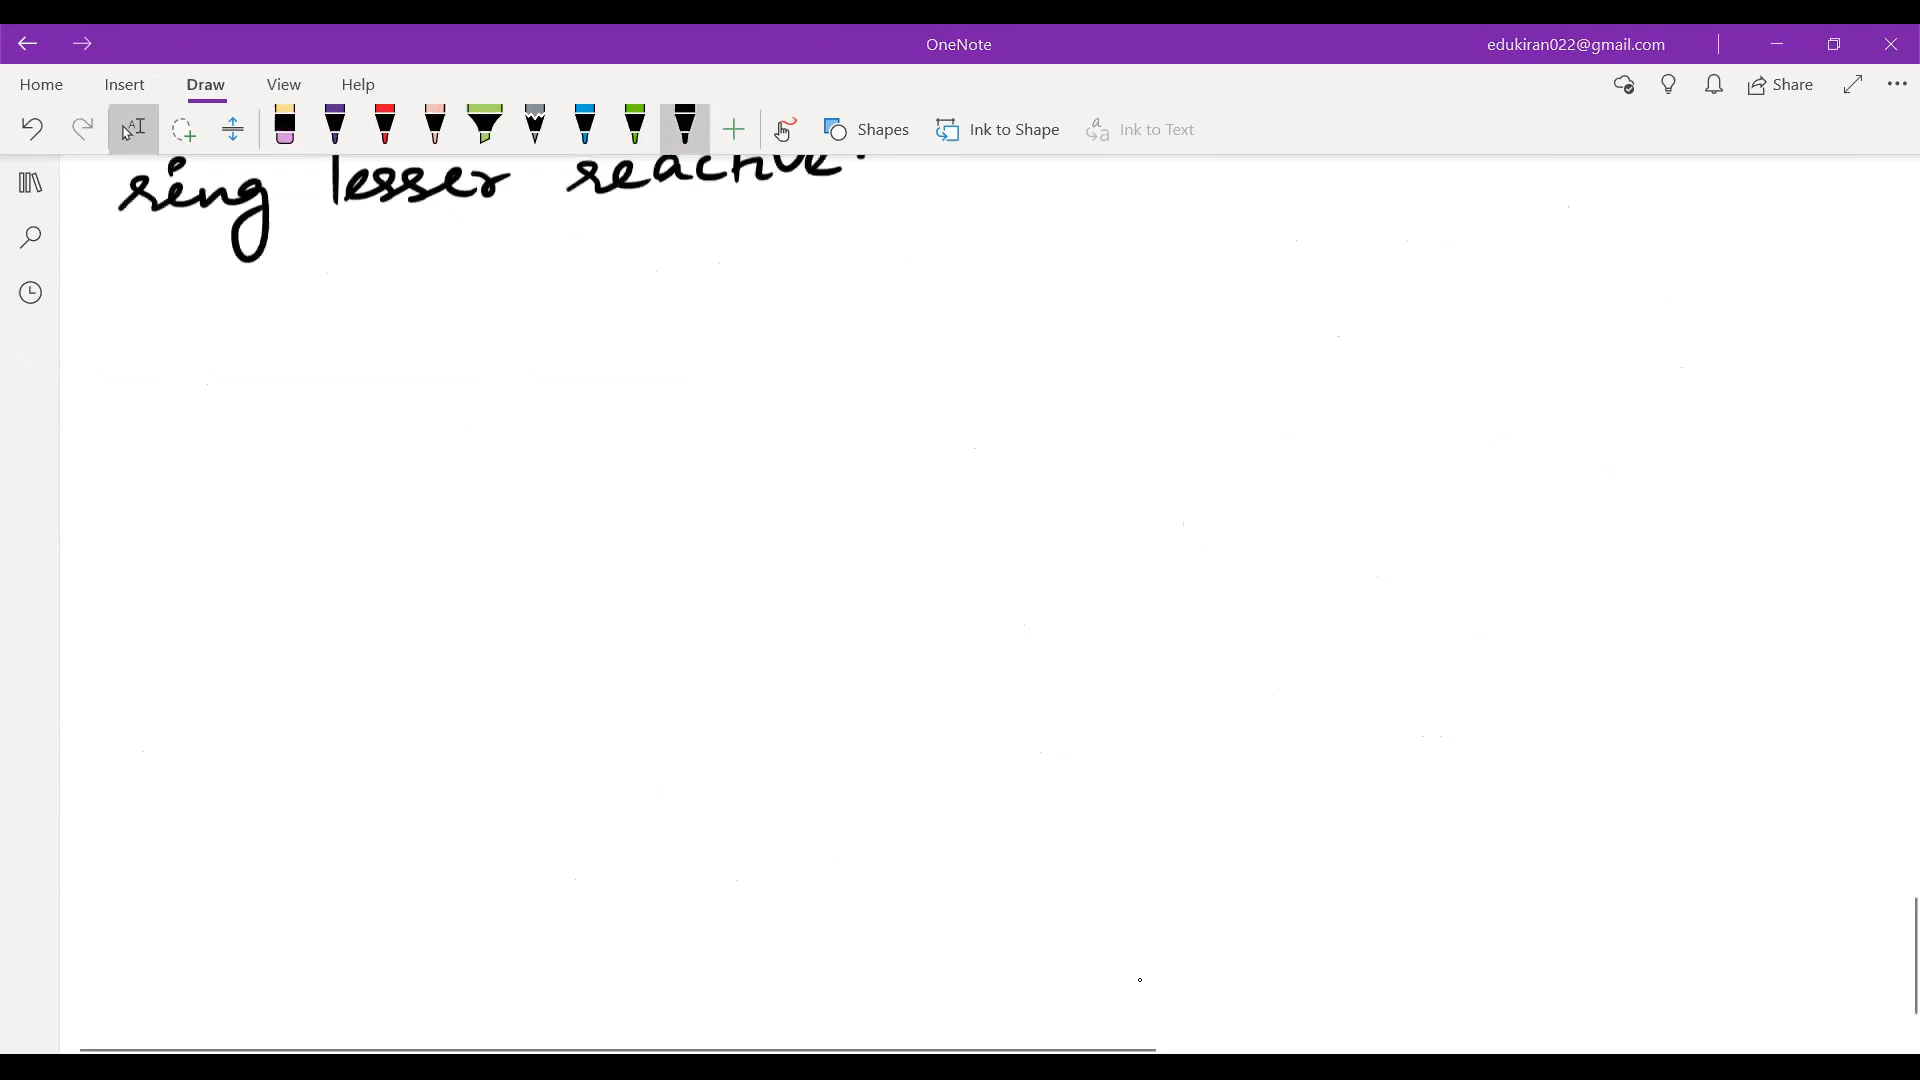 OneNote
edukiran022@gmail.com
Home Insert Draw View Help Share
Shapes Ink to Shape Ink to Text
ring lesser reactive.